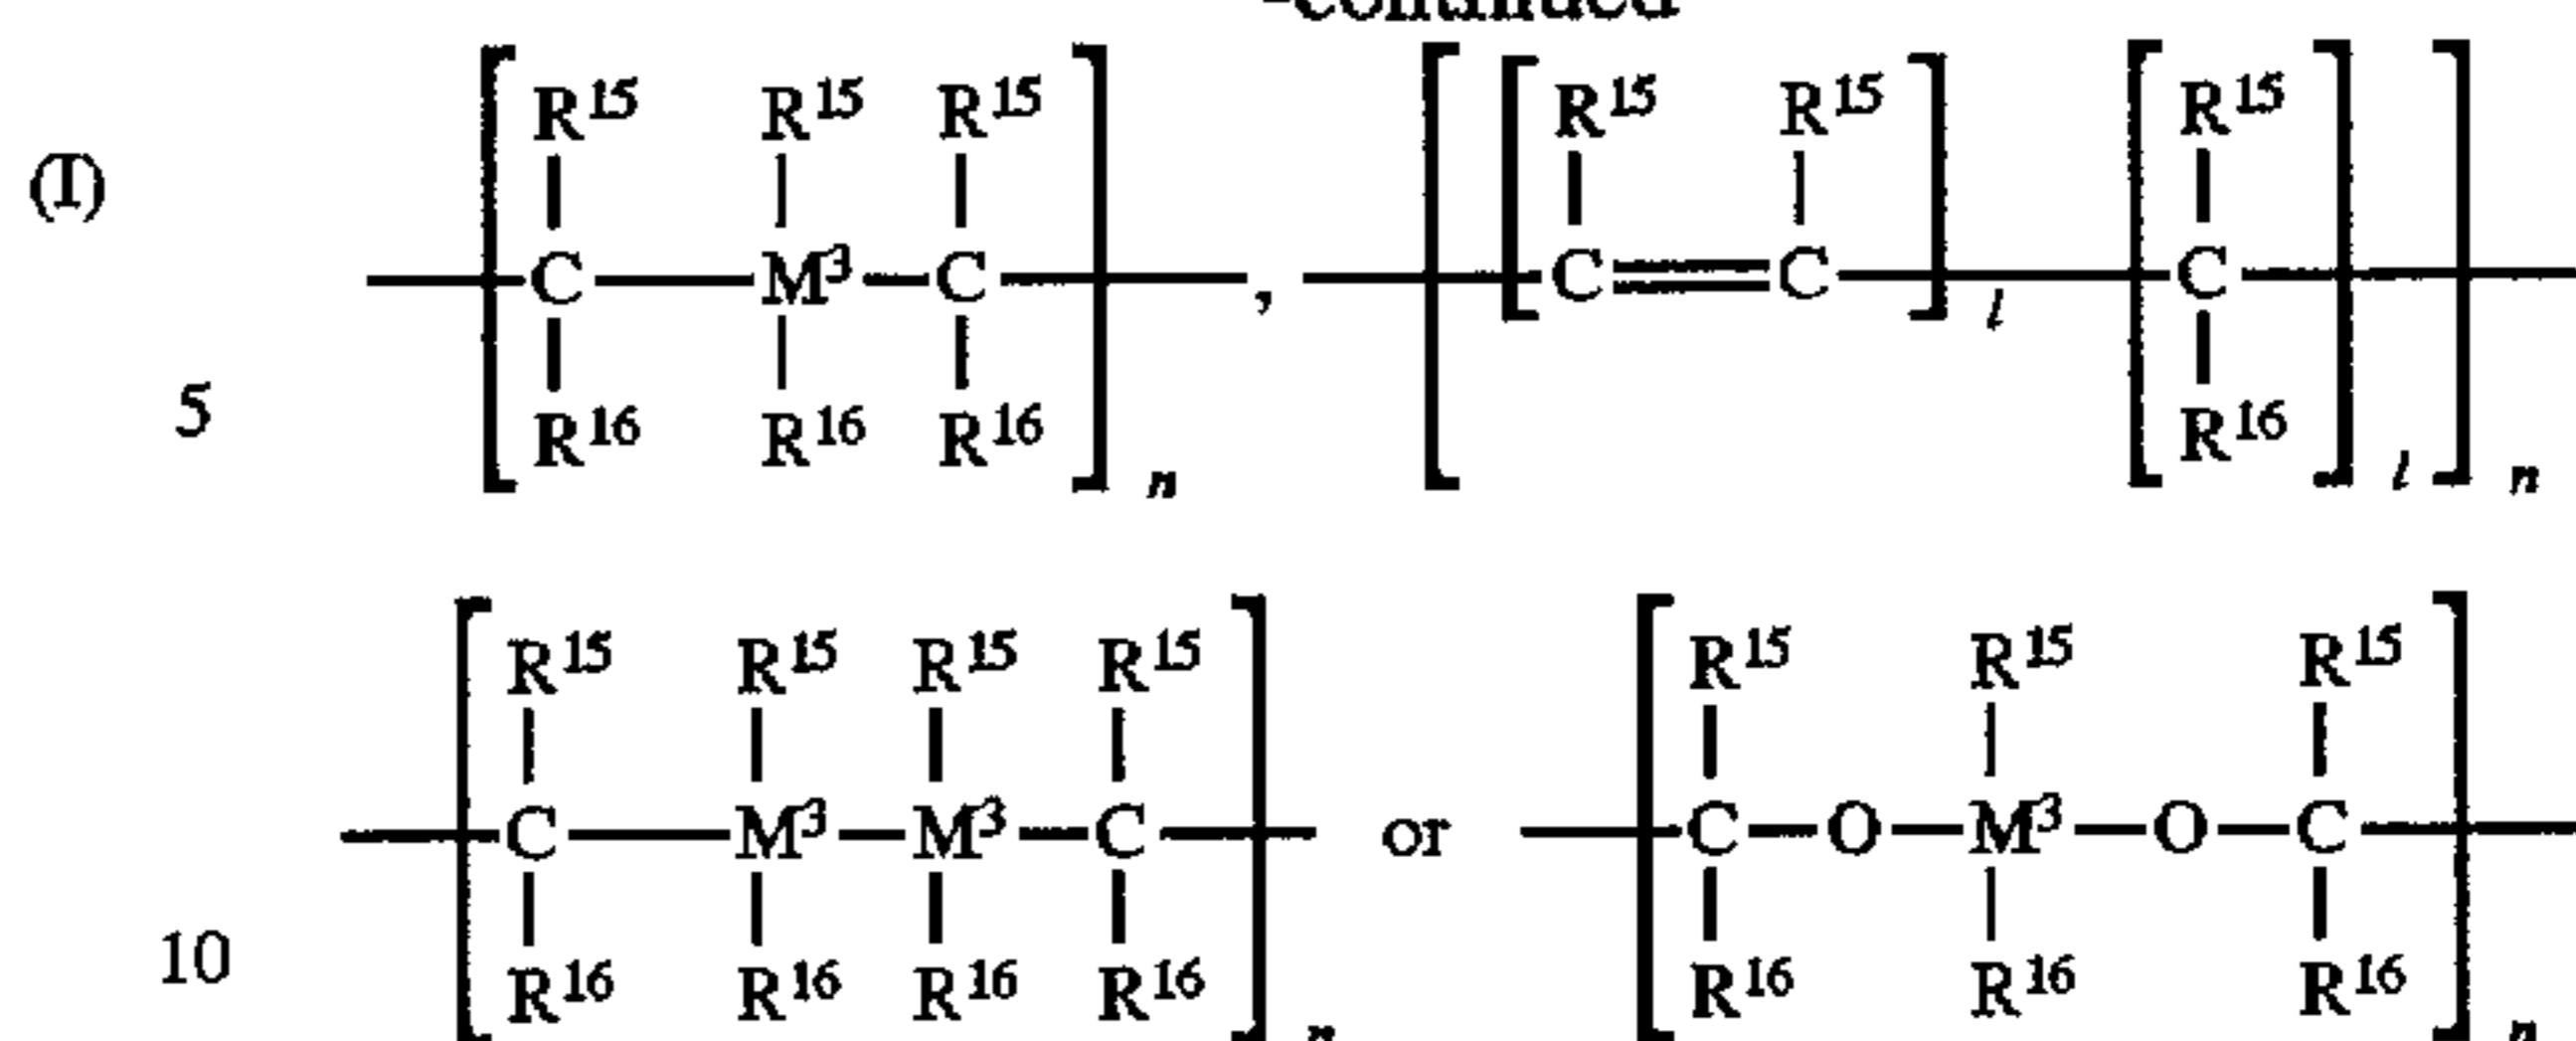 -continued
R¹⁵ R¹⁵ R¹⁵ R¹⁵ R¹⁵ R¹⁵
(I)
C M³ C , C C l C
5
R¹⁶ R¹⁶ R¹⁶ R¹⁶
n l n
R¹⁵ R¹⁵ R¹⁵ R¹⁵ R¹⁵ R¹⁵ R¹⁵
C M³ M³ C or C O M³ O C
10
R¹⁶ R¹⁶ R¹⁶ R¹⁶ R¹⁶ R¹⁶ R¹⁶
n n